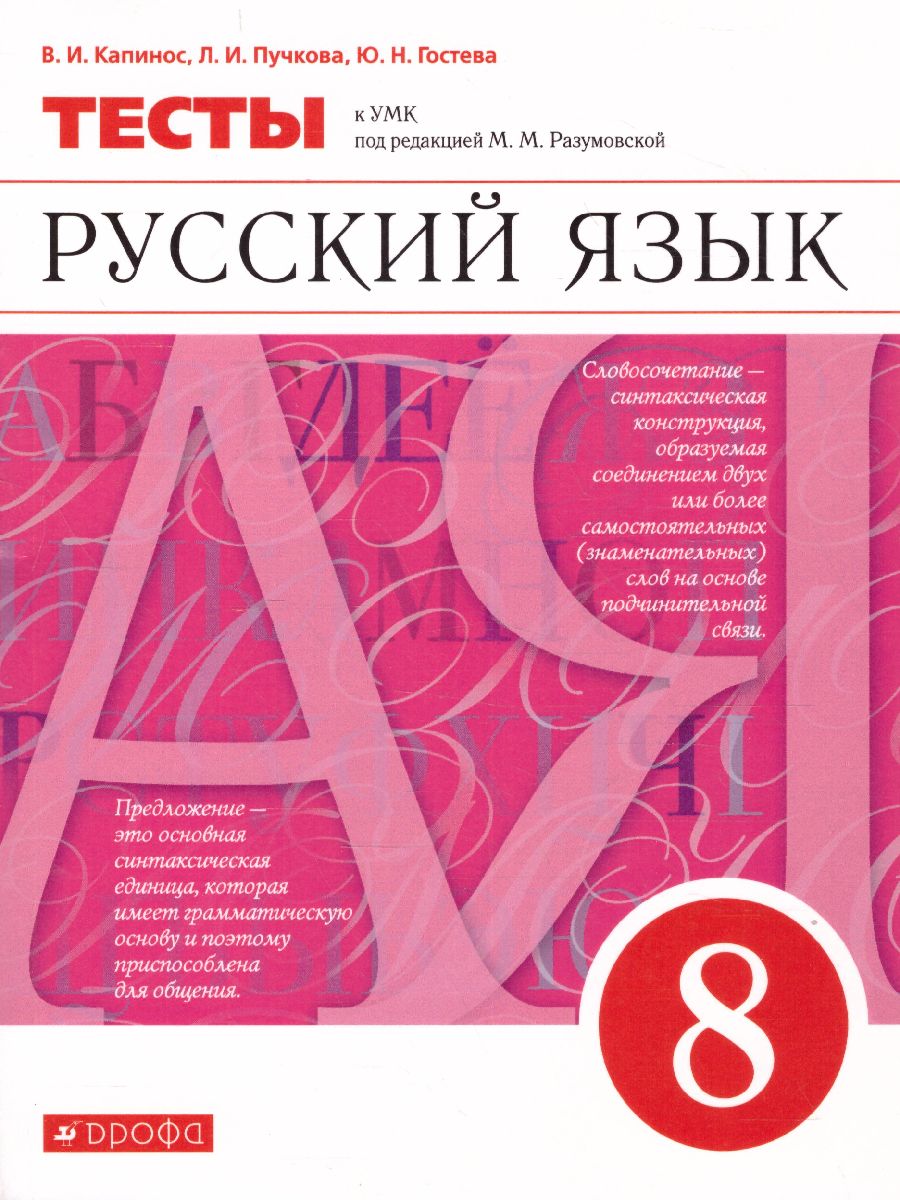 В. И. Капинос, Л. И. Пучкова, Ю. Н. Гостева
ТЕСТЫ
к УМК
под редакцией М. М. Разумовской
РУССКИЙ ЯЗЫК
АЯ
АБВГДЕЁ
Словосочетание —
синтаксическая
конструкция,
образуемая
соединением двух
или более
самостоятельных
(знаменательных)
слов на основе
подчинительной
связи.
Предложение —
это основная
синтаксическая
единица, которая
имеет грамматическую
основу и поэтому
приспособлена
для общения.
8
ДРОФА